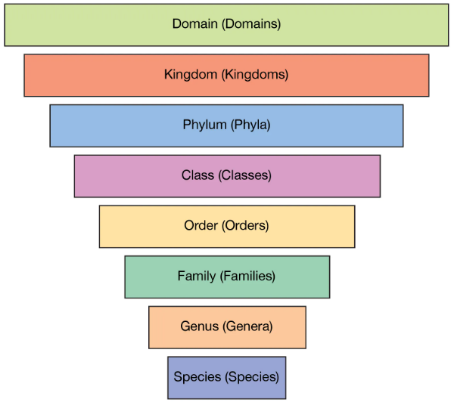 Domain (Domains)
Kingdom (Kingdoms)
Phylum (Phyla)
Class (Classes)
Order (Orders)
Family (Families)
Genus (Genera)
Species (Species)